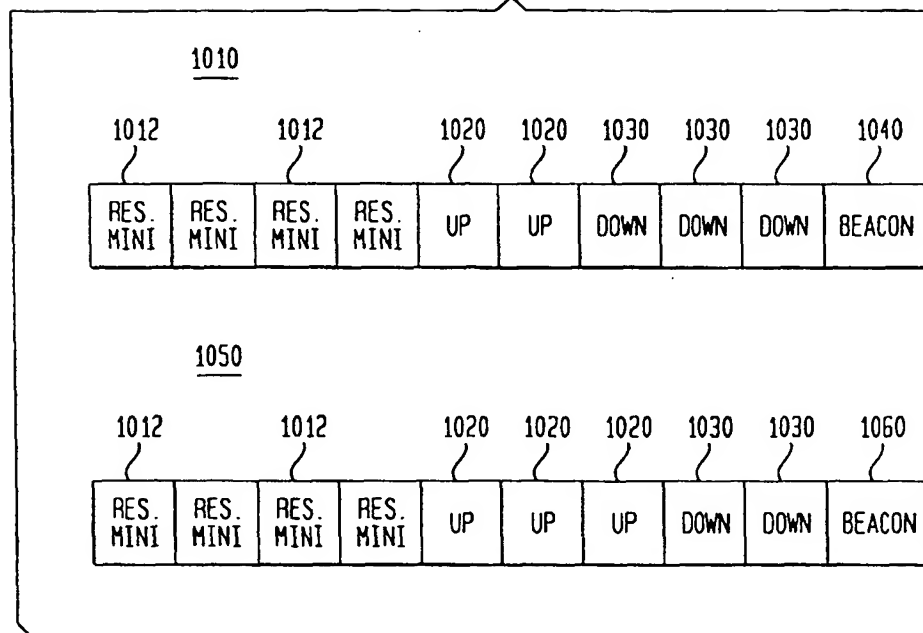 1010
1012 1012 1020 1020 1030 1030 1030 1040
RES. RES. RES. RES. UP UP DOWN DOWN DOWN BEACON
MINI MINI MINI MINI
1050
1012 1012 1020 1020 1020 1030 1030 1060
RES. RES. RES. RES. UP UP UP DOWN DOWN BEACON
MINI MINI MINI MINI